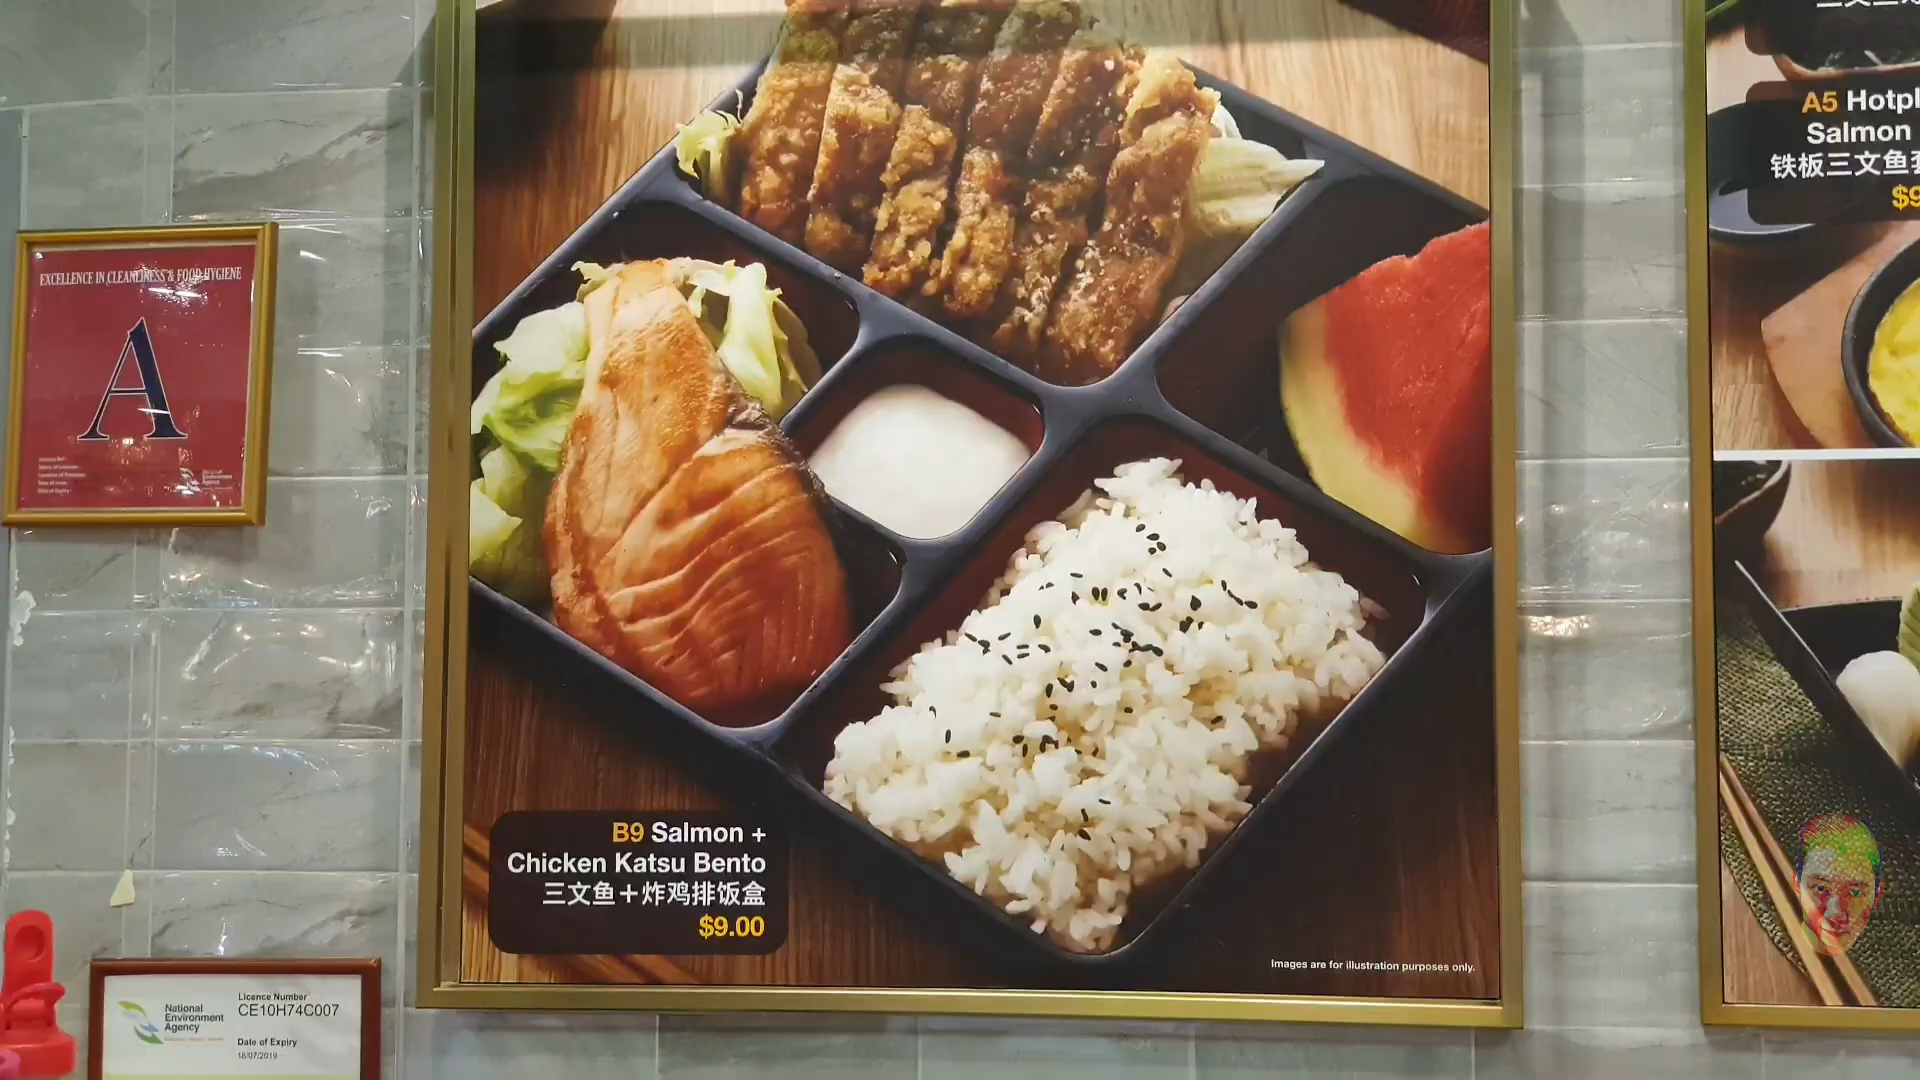 EXCELLENCE IN CLEANLINESS & FOOD HYGIENE
A
National
Environment
Agency
Licence Number
CE10H74C007
Date of Expiry
18/07/2019
B9 Salmon +
Chicken Katsu Bento
三文鱼＋炸鸡排饭盒
$9.00
Images are for illustration purposes only.
A5 Hotpl
Salmon
铁板三文鱼
$9